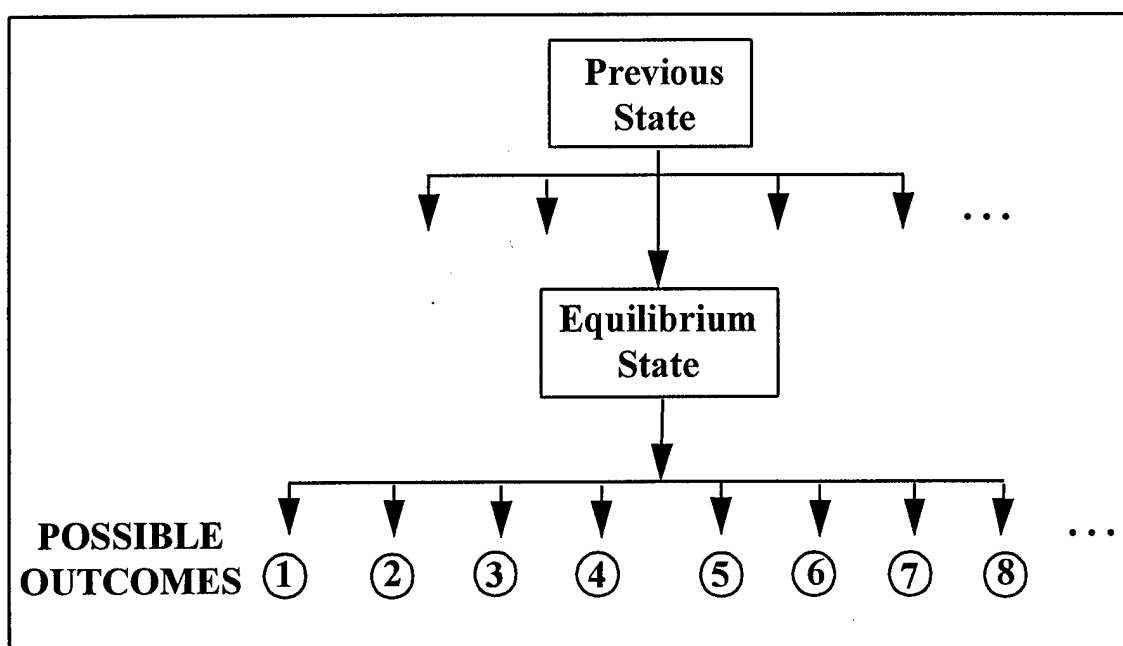 Previous
State
...
Equilibrium
State
...
POSSIBLE
OUTCOMES
1 2 3 4 5 6 7 8